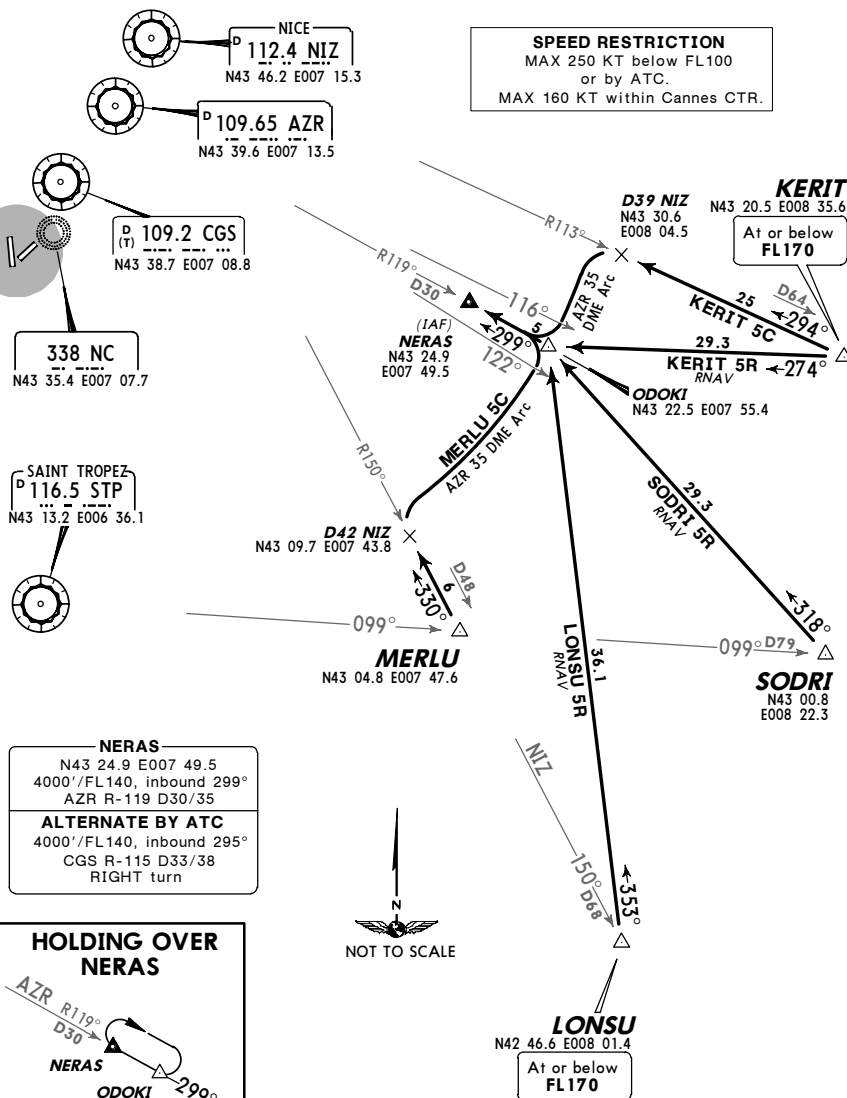 NICE
D 112.4 NIZ
N43 46.2 E007 15.3
D 109.65 AZR
N43 39.6 E007 13.5
D (T) 109.2 CGS
N43 38.7 E007 08.8
338 NC
N43 35.4 E007 07.7
SAINT TROPEZ
D 116.5 STP
N43 13.2 E006 36.1
SPEED RESTRICTION
MAX 250 KT below FL100
or by ATC.
MAX 160 KT within Cannes CTR.
KERIT
N43 20.5 E008 35.6
At or below
FL170
D39 NIZ
N43 30.6
E008 04.5
R113°
R119°
D30
116°
AZR 35
DME Arc
(IAF)
NERAS
N43 24.9
E007 49.5
5
299°
122°
25
D64
294°
KERIT 5C
29.3
KERIT 5R
RNAV
274°
ODOKI
N43 22.5 E007 55.4
MERLU 5C
AZR 35 DME Arc
R150°
D42 NIZ
N43 09.7 E007 43.8
D48
6
330°
099°
MERLU
N43 04.8 E007 47.6
29.3
SODRI 5R
RNAV
318°
099° D79
SODRI
N43 00.8
E008 22.3
36.1
LONSU 5R
RNAV
NIZ
150°
D68
353°
LONSU
N42 46.6 E008 01.4
At or below
FL170
NERAS
N43 24.9 E007 49.5
4000'/FL140, inbound 299°
AZR R-119 D30/35
ALTERNATE BY ATC
4000'/FL140, inbound 295°
CGS R-115 D33/38
RIGHT turn
N
NOT TO SCALE
HOLDING OVER
NERAS
AZR R119°
D30
NERAS
ODOKI
299°